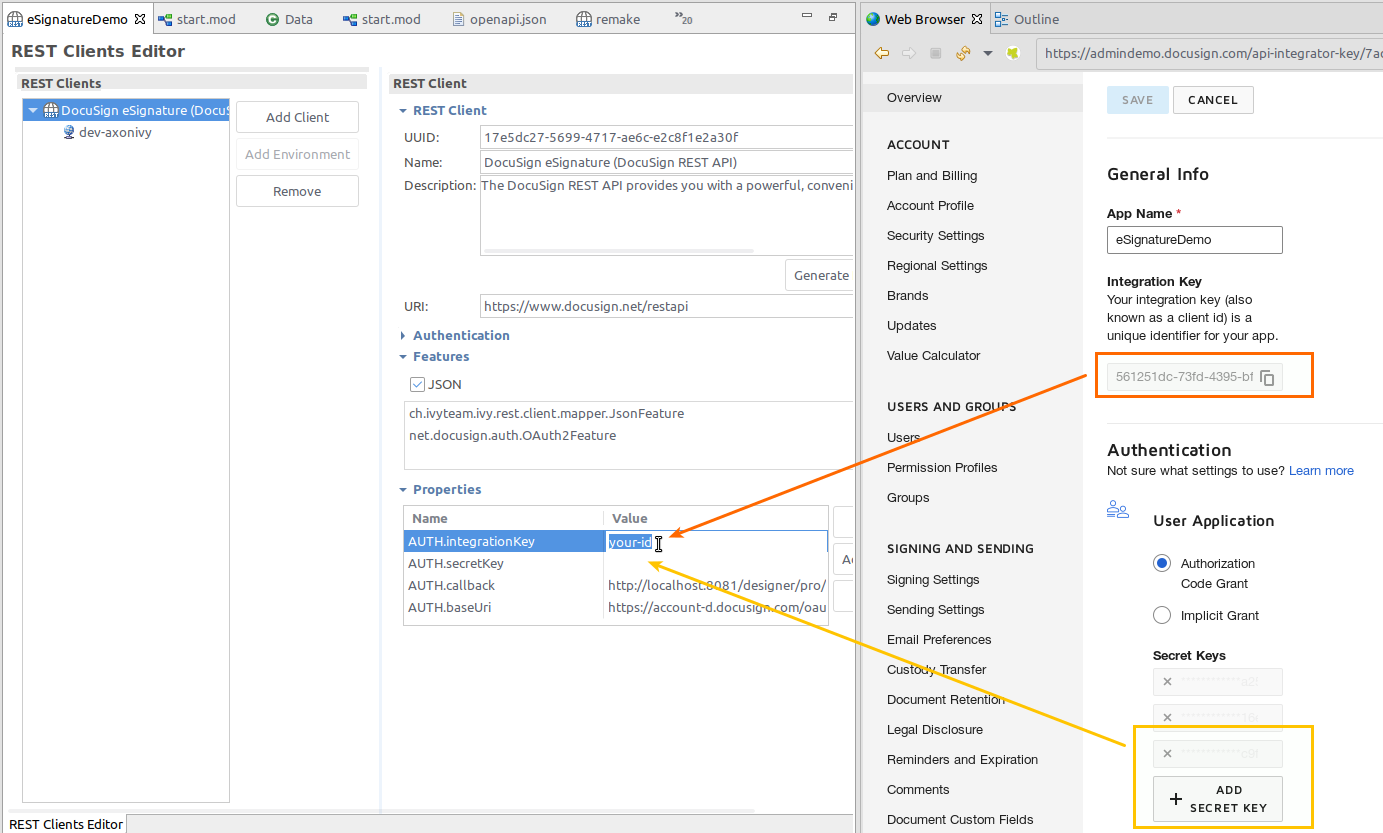 eSignatureDemo
start.mod
Data
start.mod
openapi.json
remake
»20
REST Clients Editor
REST Clients
DocuSign eSignature (DocuS
dev-axonivy
Add Client
Add Environment
Remove
REST Client
REST Client
UUID:
17e5dc27-5699-4717-ae6c-e2c8f1e2a30f
Name:
DocuSign eSignature (DocuSign REST API)
Description:
The DocuSign REST API provides you with a powerful, conveni
Generate
URI:
https://www.docusign.net/restapi
Authentication
Features
JSON
ch.ivyteam.ivy.rest.client.mapper.JsonFeature
net.docusign.auth.OAuth2Feature
Properties
Name Value
AUTH.integrationKey your-id
AUTH.secretKey
AUTH.callback http://localhost:8081/designer/pro/
AUTH.baseUri https://account-d.docusign.com/oau
REST Clients Editor
Web Browser
Outline
https://admindemo.docusign.com/api-integrator-key/7ac
Overview
ACCOUNT
Plan and Billing
Account Profile
Security Settings
Regional Settings
Brands
Updates
Value Calculator
USERS AND GROUPS
Users
Permission Profiles
Groups
SIGNING AND SENDING
Signing Settings
Sending Settings
Email Preferences
Custody Transfer
Document Retention
Legal Disclosure
Reminders and Expiration
Comments
Document Custom Fields
SAVE
CANCEL
General Info
App Name *
eSignatureDemo
Integration Key
Your integration key (also
known as a client id) is a
unique identifier for your app.
561251dc-73fd-4395-bf
Authentication
Not sure what settings to use? Learn more
User Application
Authorization
Code Grant
Implicit Grant
Secret Keys
ADD
SECRET KEY